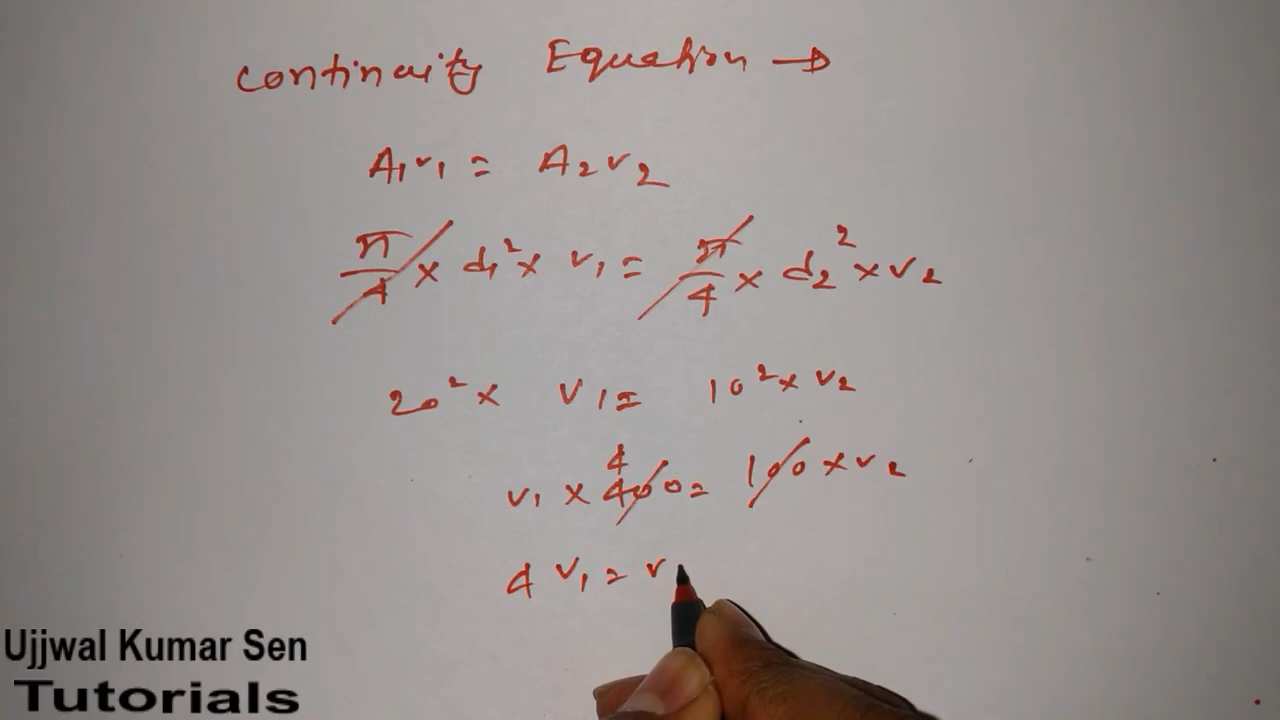 Continuity Equation →
A₁v₁ = A₂v₂
π/4 × d₁² × v₁ = π/4 × d₂² × v₂
20² × v₁ = 10² × v₂
4
v₁ × 400 = 100 × v₂
4 v₁ = v
Ujjwal Kumar Sen
Tutorials